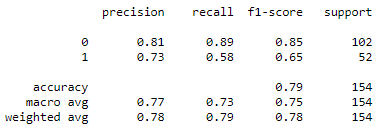 precision recall f1-score support
0 0.81 0.89 0.85 102
1 0.73 0.58 0.65 52
accuracy 0.79 154
macro avg 0.77 0.73 0.75 154
weighted avg 0.78 0.79 0.78 154